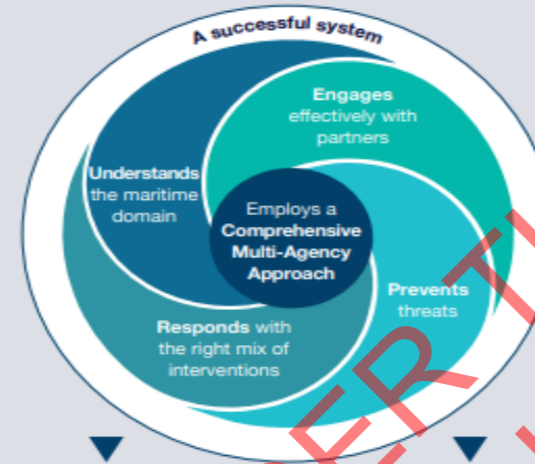 A successful system
Engages
effectively with
partners
Understands
the maritime
domain
Employs a
Comprehensive
Multi-Agency
Approach
Prevents
threats
Responds with
the right mix of
interventions